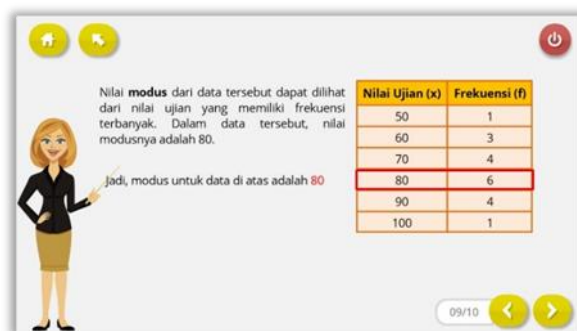 Nilai modus dari data tersebut dapat dilihat
dari nilai ujian yang memiliki frekuensi
terbanyak. Dalam data tersebut, nilai
modusnya adalah 80.
Jadi, modus untuk data di atas adalah 80
Nilai Ujian (x) Frekuensi (f)
50 1
60 3
70 4
80 6
90 4
100 1
09/10